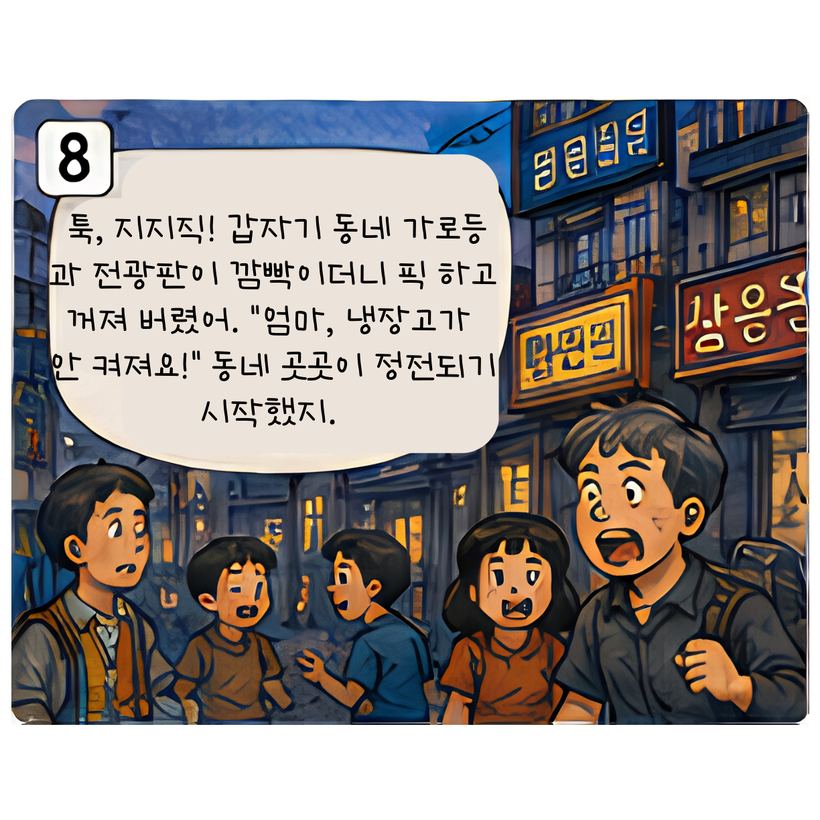 8
툭, 지지직! 갑자기 동네 가로등
과 전광판이 깜빡이더니 픽 하고
꺼져 버렸어. "엄마, 냉장고가
안 켜져요!" 동네 곳곳이 정전되기
시작했지.